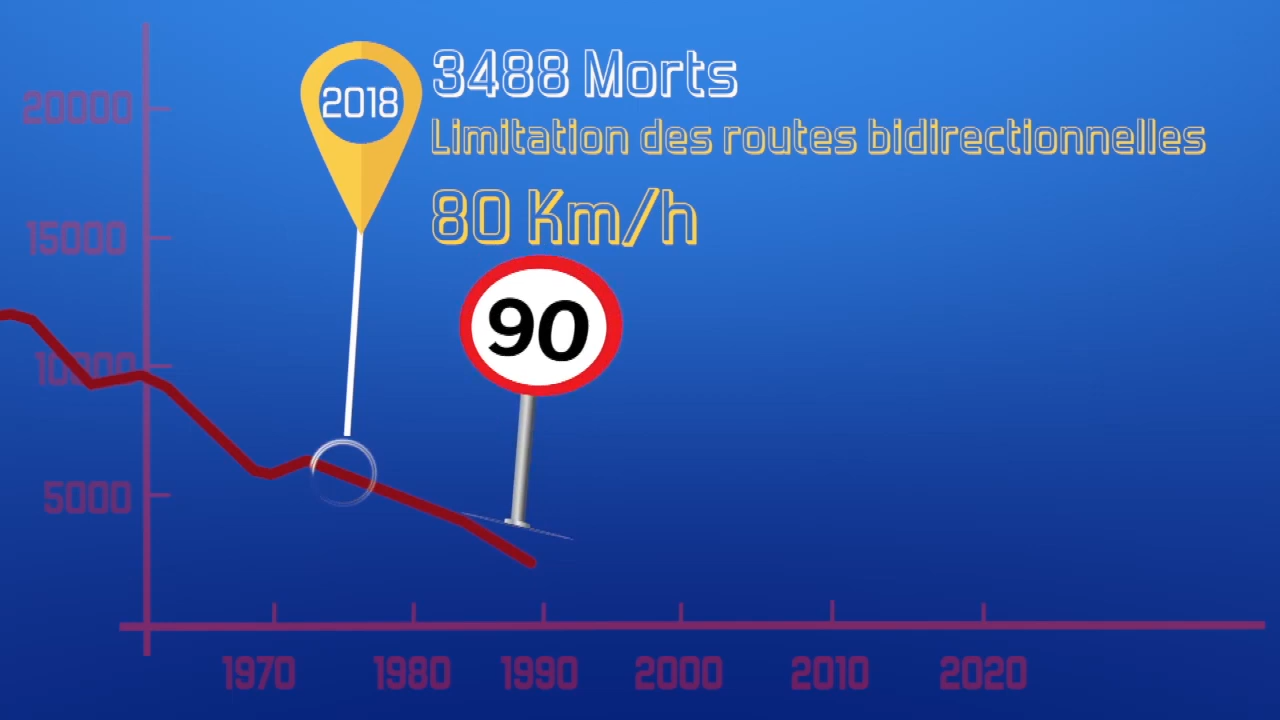 2018
3488 Morts
Limitation des routes bidirectionnelles
80 Km/h
90
20000
15000
10000
5000
1970 1980 1990 2000 2010 2020